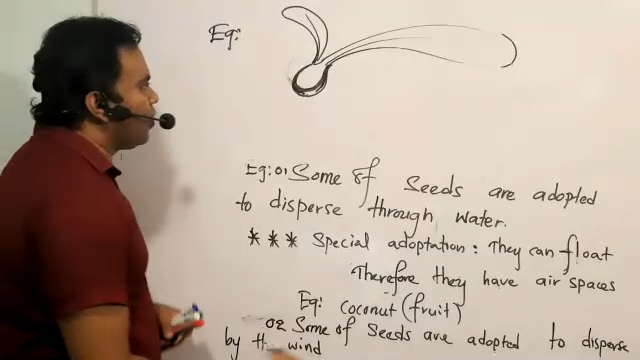 Eg:
Eg:01 Some of Seeds are adopted
to disperse through water.
*** Special adoptation : They can float
Therefore they have air spaces
Eg: Coconut (fruit)
02 Some of Seeds are adopted to disperse
by the wind